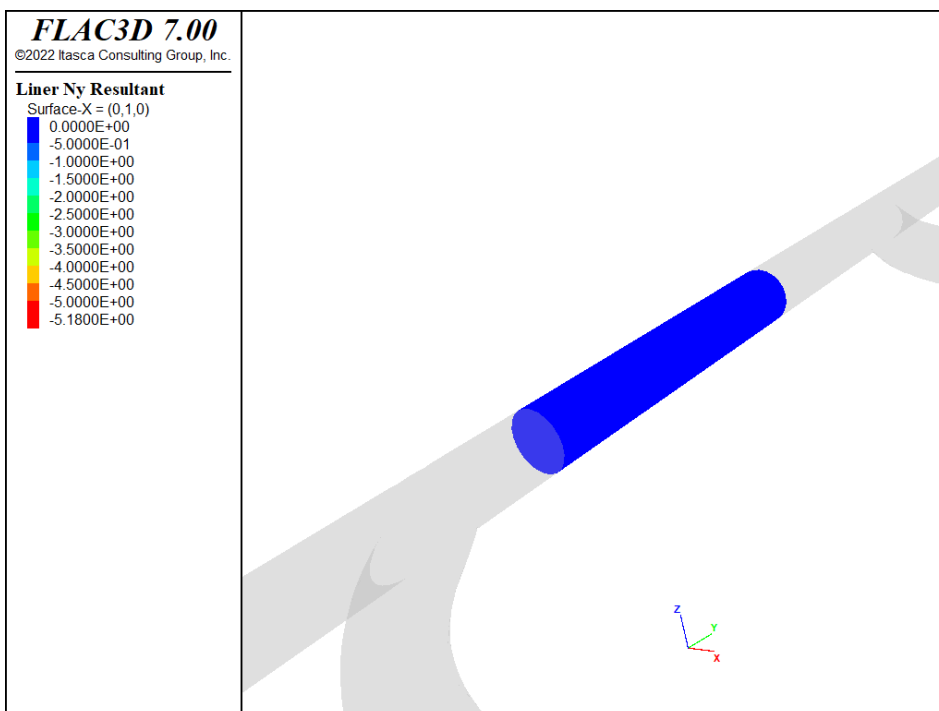 FLAC3D 7.00
©2022 Itasca Consulting Group, Inc.
Liner Ny Resultant
Surface-X = (0,1,0)
0.0000E+00
-5.0000E-01
-1.0000E+00
-1.5000E+00
-2.0000E+00
-2.5000E+00
-3.0000E+00
-3.5000E+00
-4.0000E+00
-4.5000E+00
-5.0000E+00
-5.1800E+00
Z
Y
X